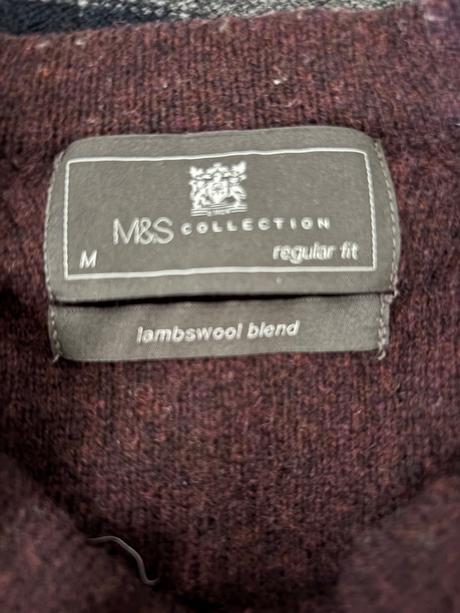 M&S COLLECTION
M regular fit
lambswool blend